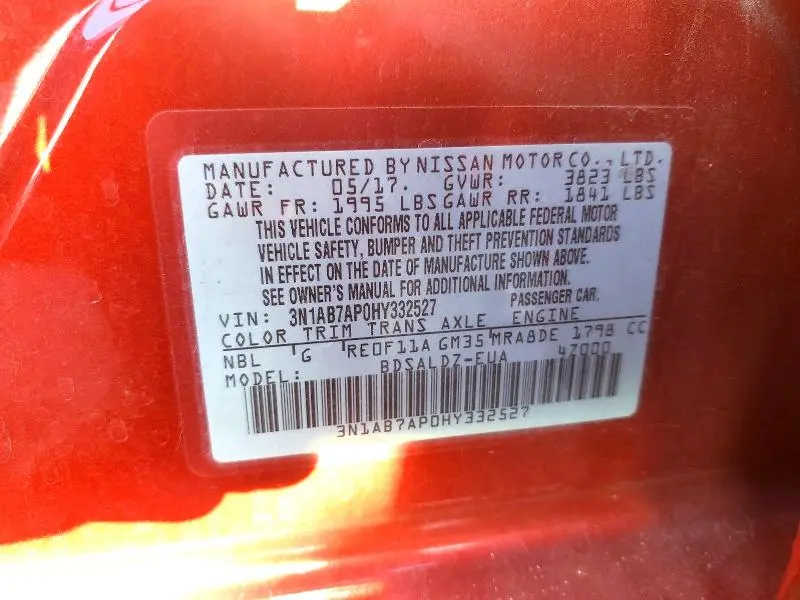 MANUFACTURED BY NISSAN MOTOR CO., LTD.
DATE: 05/17. GVWR: 3823 LBS
GAWR FR: 1995 LBS GAWR RR: 1841 LBS
THIS VEHICLE CONFORMS TO ALL APPLICABLE FEDERAL MOTOR
VEHICLE SAFETY, BUMPER AND THEFT PREVENTION STANDARDS
IN EFFECT ON THE DATE OF MANUFACTURE SHOWN ABOVE.
SEE OWNER'S MANUAL FOR ADDITIONAL INFORMATION.
VIN: 3N1AB7AP0HY332527 PASSENGER CAR.
COLOR TRIM TRANS AXLE ENGINE
NBL G RE0F11A GM35 MRA8DE 1798 CC
MODEL: BDSALDZ-EUA 4Z000
3N1AB7AP0HY332527